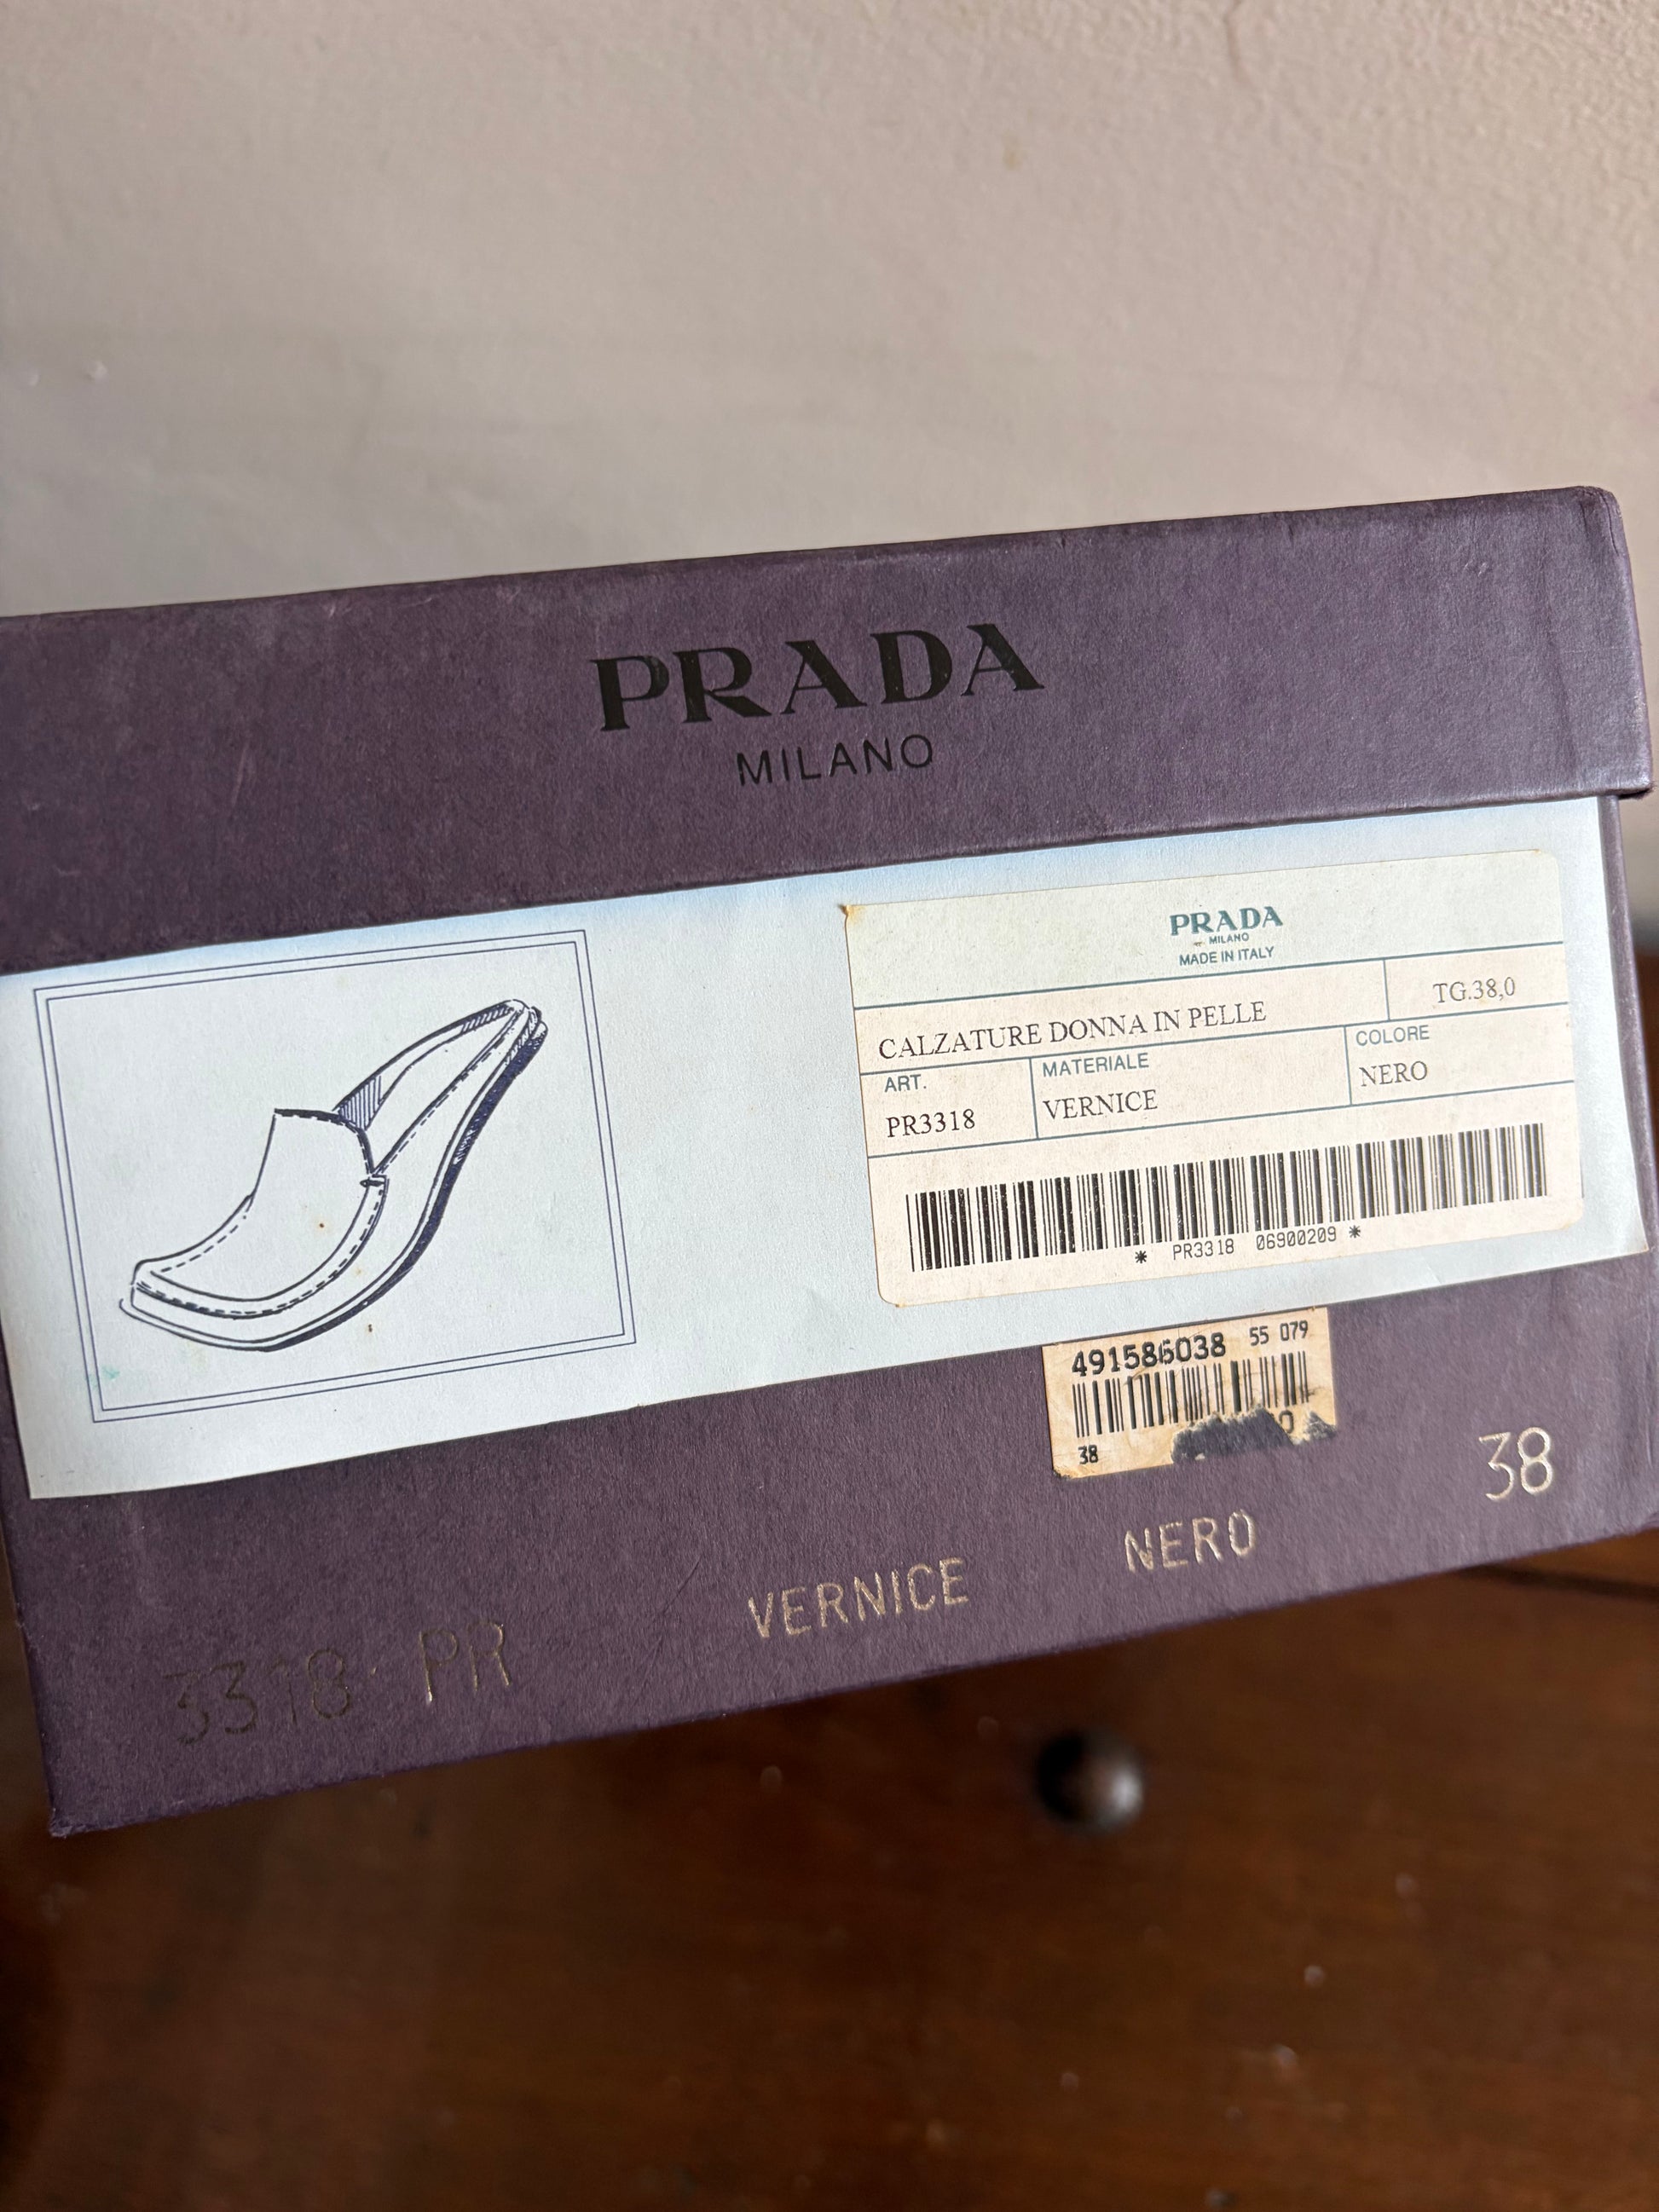 PRADA
MILANO
PRADA
MILANO
MADE IN ITALY
CALZATURE DONNA IN PELLE
TG.38,0
ART.
MATERIALE
COLORE
PR3318
VERNICE
NERO
* PR3318 06900209 *
491586038 55 079
38
3318 PR VERNICE NERO 38